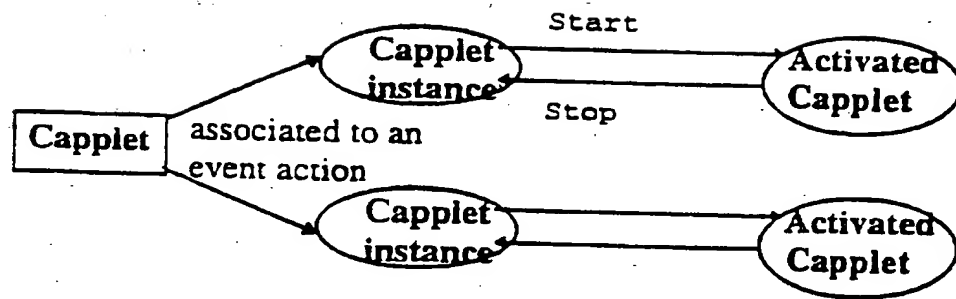 Start
Capplet
instance
Activated
Capplet
Stop
Capplet
associated to an
event action
Capplet
instance
Activated
Capplet